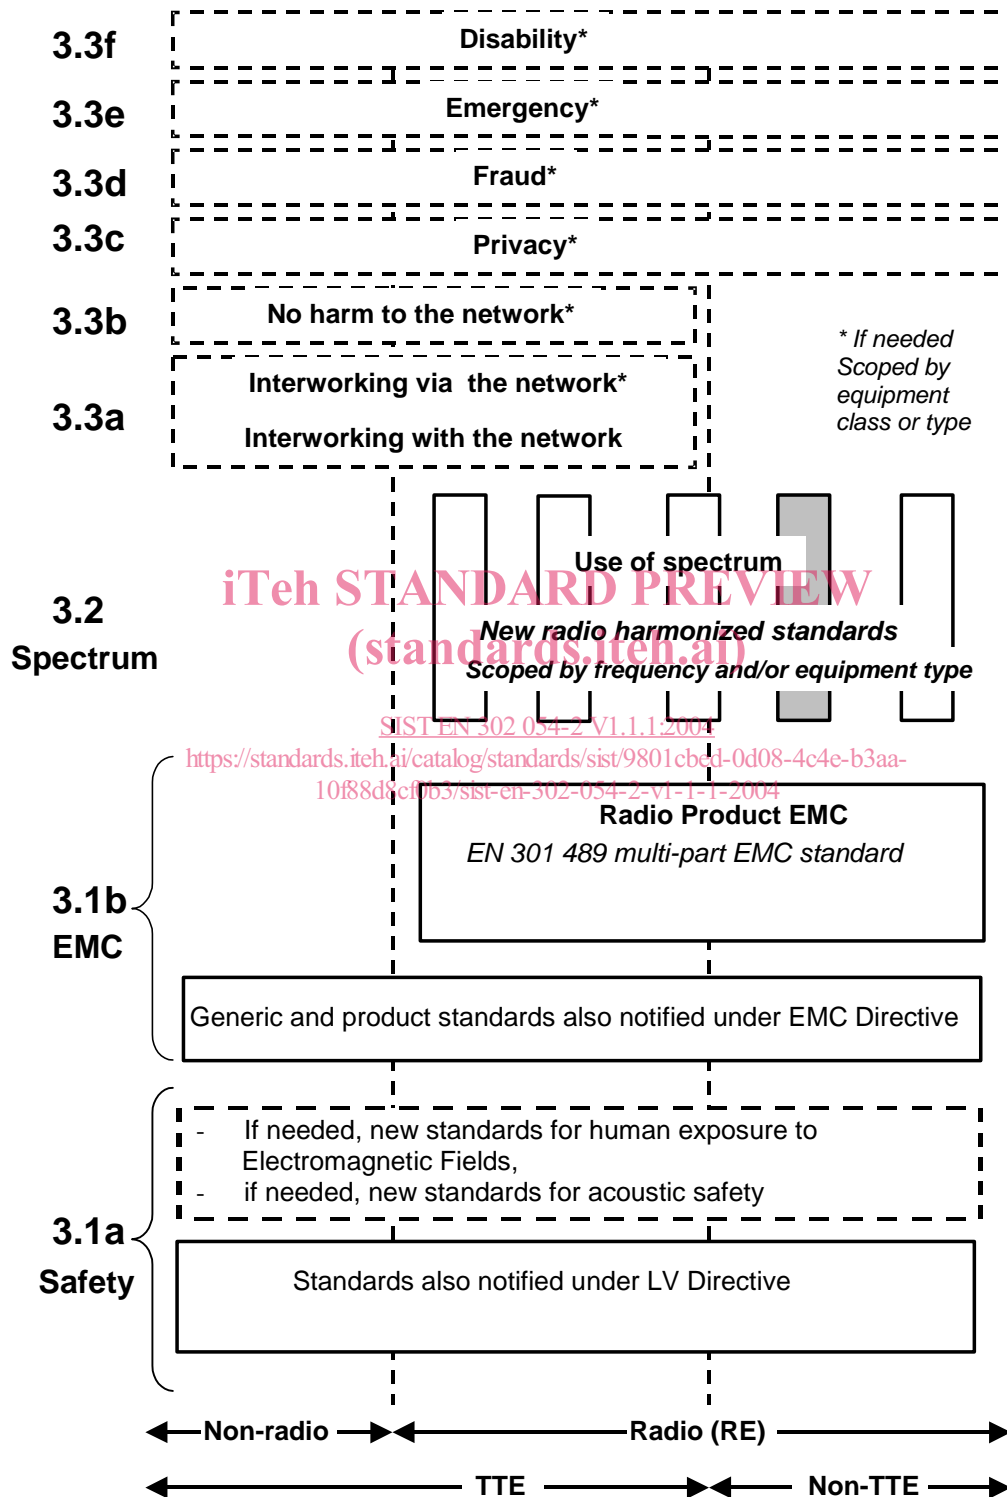 3.3f
Disability*
3.3e
Emergency*
3.3d
Fraud*
3.3c
Privacy*
3.3b
No harm to the network*
* If needed
Scoped by
equipment
class or type
3.3a
Interworking via the network*
Interworking with the network
Use of spectrum
iTeh STANDARD PREVIEW
3.2
Spectrum
New radio harmonized standards
(standards.iteh.ai)
Scoped by frequency and/or equipment type
SIST EN 302 054-2 V1.1.1:2004
https://standards.iteh.ai/catalog/standards/sist/9801cbed-0d08-4c4e-b3aa-
10f88d8cf0b3/sist-en-302-054-2-v1-1-1-2004
Radio Product EMC
EN 301 489 multi-part EMC standard
3.1b
EMC
Generic and product standards also notified under EMC Directive
- If needed, new standards for human exposure to
Electromagnetic Fields,
- if needed, new standards for acoustic safety
3.1a
Safety
Standards also notified under LV Directive
Non-radio
Radio (RE)
TTE
Non-TTE